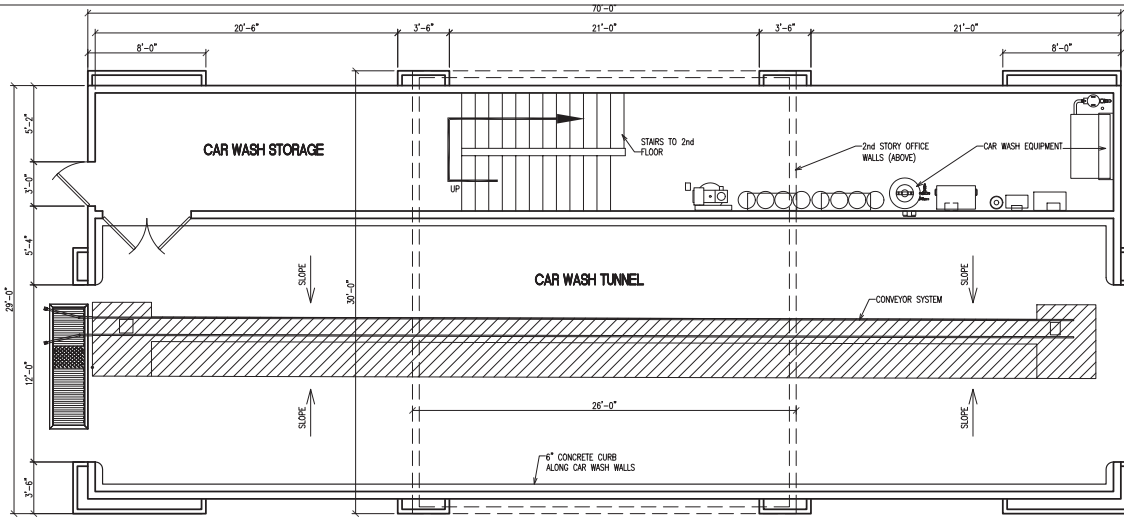 70'-0"
20'-6"
3'-6"
21'-0"
3'-6"
21'-0"
8'-0"
8'-0"
5'-2"
3'-0"
5'-4"
12'-0"
3'-6"
29'-0"
30'-0"
CAR WASH STORAGE
UP
STAIRS TO 2nd
FLOOR
2nd STORY OFFICE
WALLS (ABOVE)
CAR WASH EQUIPMENT
CAR WASH TUNNEL
SLOPE
SLOPE
CONVEYOR SYSTEM
26'-0"
SLOPE
SLOPE
6" CONCRETE CURB
ALONG CAR WASH WALLS